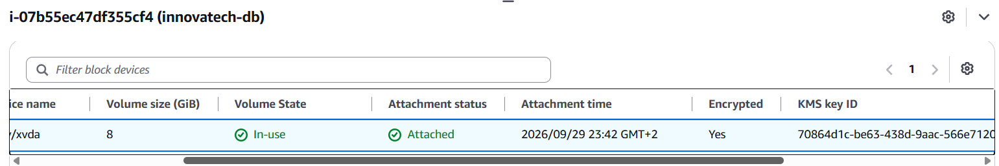 i-07b55ec47df355cf4 (innovatech-db)
Filter block devices
1
ice name Volume size (GiB) Volume State Attachment status Attachment time Encrypted KMS key ID
/xvda 8 In-use Attached 2026/09/29 23:42 GMT+2 Yes 70864d1c-be63-438d-9aac-566e7120